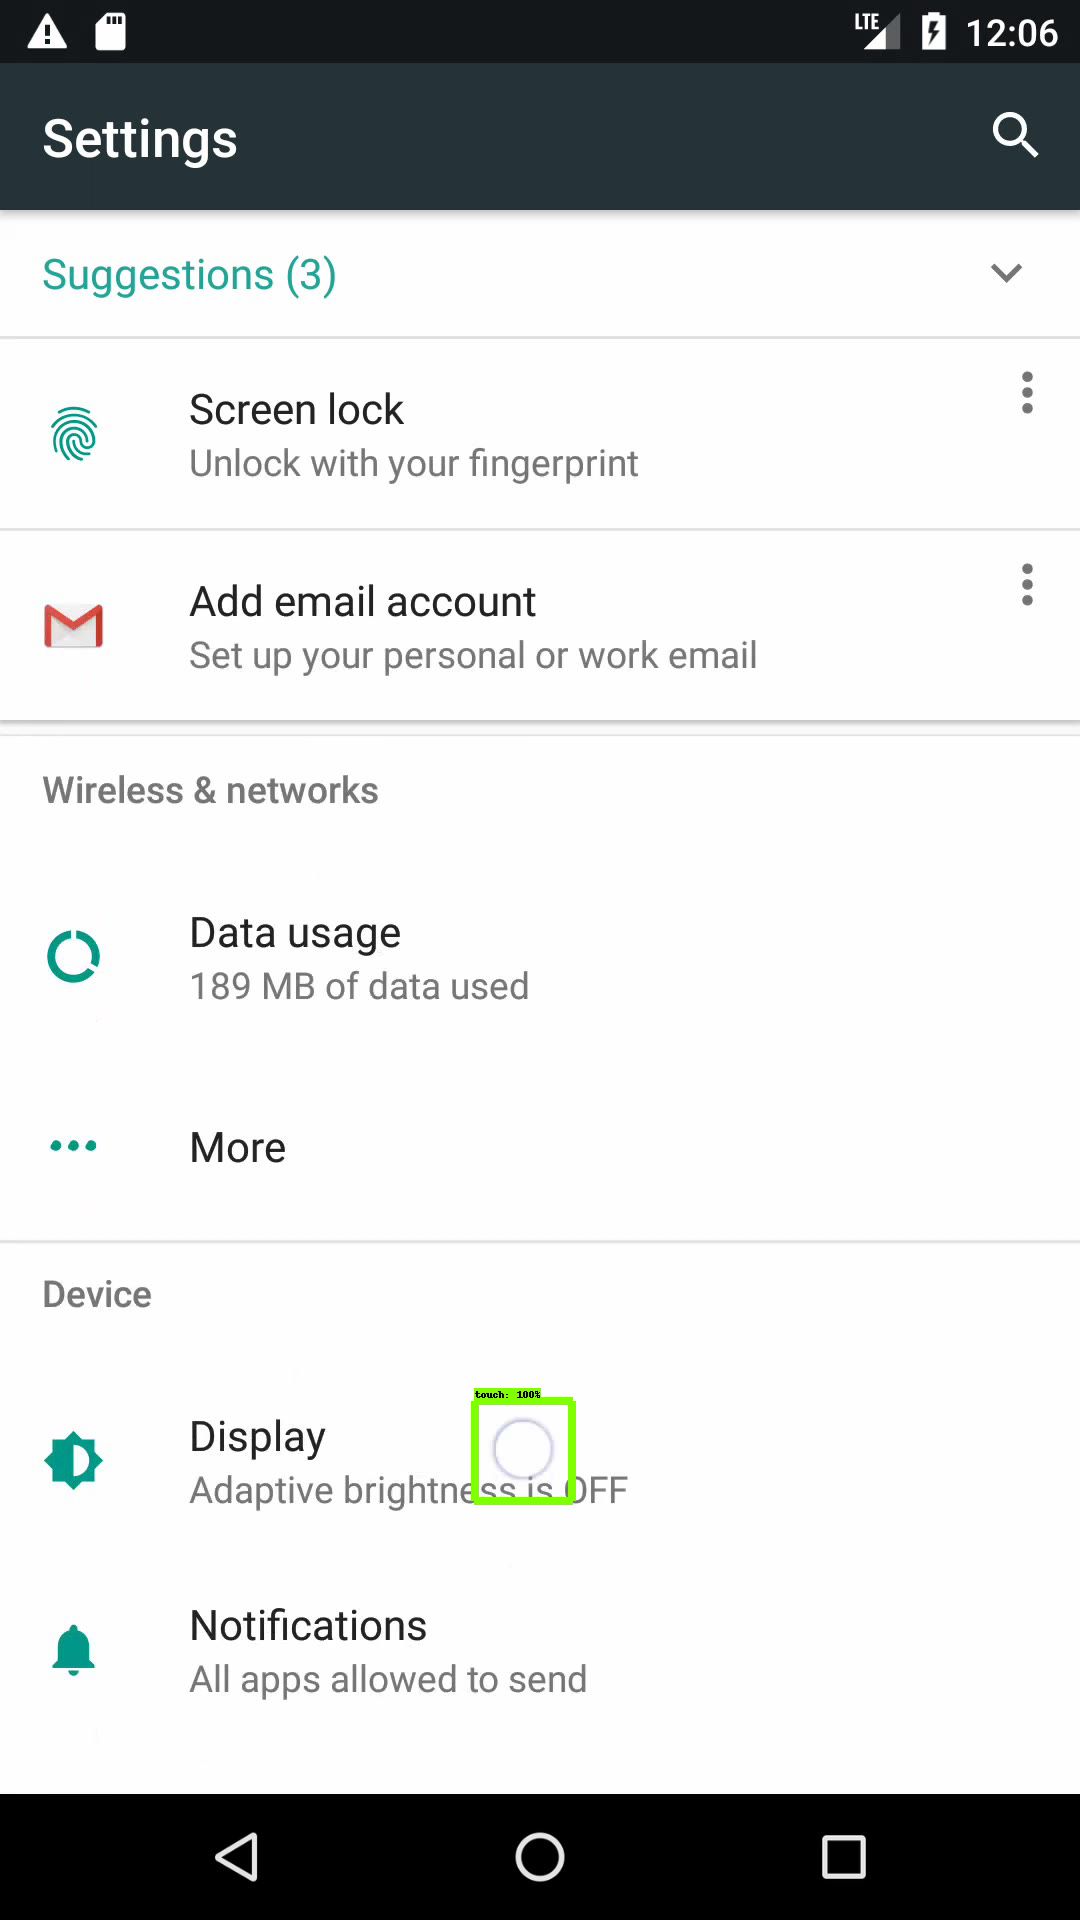 LTE 12:06
Settings
Suggestions (3)
Screen lock
Unlock with your fingerprint
Add email account
Set up your personal or work email
Wireless & networks
Data usage
189 MB of data used
More
Device
touch: 100%
Display
Adaptive brightness is OFF
Notifications
All apps allowed to send